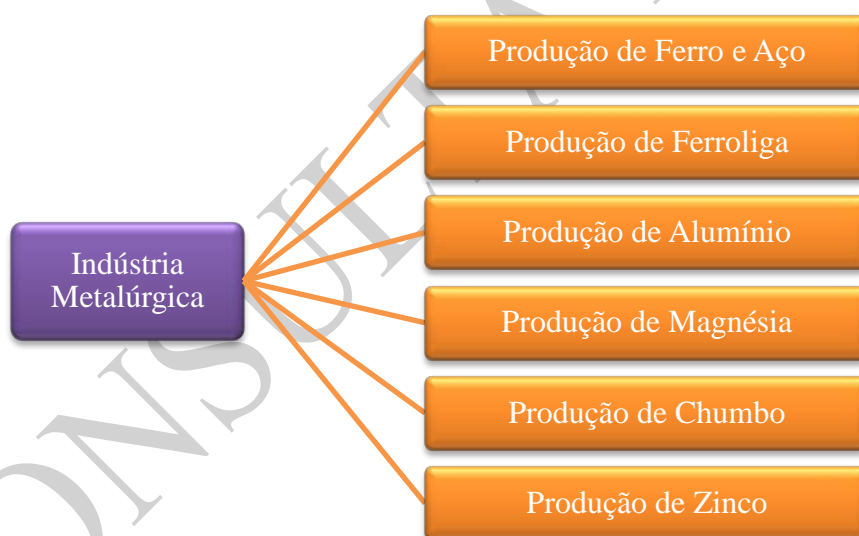 Produção de Ferro e Aço
Produção de Ferroliga
Produção de Alumínio
Indústria
Metalúrgica
Produção de Magnésia
Produção de Chumbo
Produção de Zinco